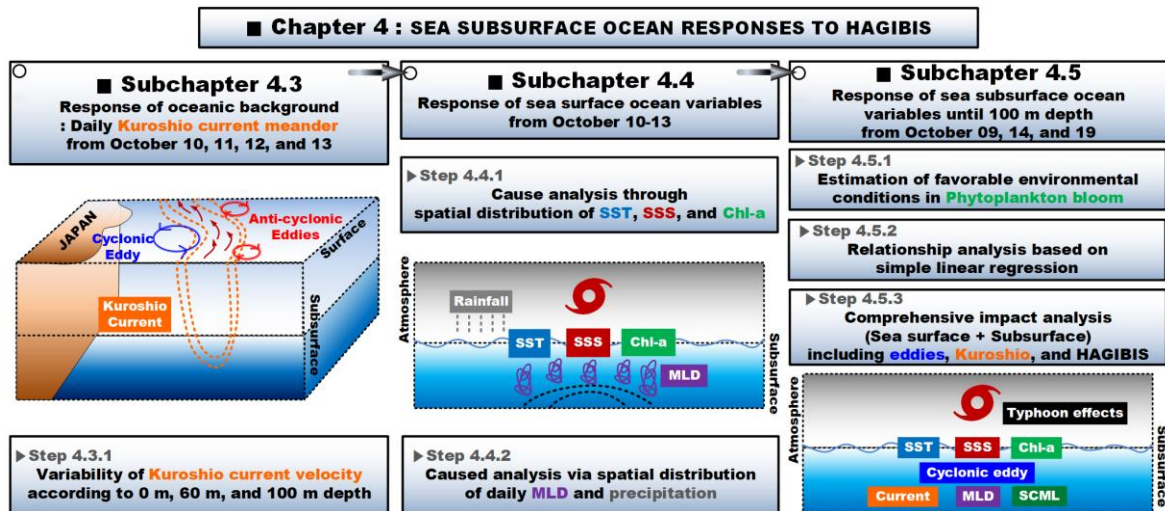 ■ Chapter 4 : SEA SUBSURFACE OCEAN RESPONSES TO HAGIBIS
■ Subchapter 4.3
Response of oceanic background
: Daily Kuroshio current meander
from October 10, 11, 12, and 13
JAPAN
Cyclonic
Eddy
Anti-cyclonic
Eddies
Surface
Kuroshio
Current
Subsurface
▶Step 4.3.1
Variability of Kuroshio current velocity
according to 0 m, 60 m, and 100 m depth
■ Subchapter 4.4
Response of sea surface ocean variables
from October 10-13
▶Step 4.4.1
Cause analysis through
spatial distribution of SST, SSS, and Chl-a
Atmosphere
Rainfall
SST SSS Chl-a
MLD
Subsurface
▶Step 4.4.2
Caused analysis via spatial distribution
of daily MLD and precipitation
■ Subchapter 4.5
Response of sea subsurface ocean
variables until 100 m depth
from October 09, 14, and 19
▶Step 4.5.1
Estimation of favorable environmental
conditions in Phytoplankton bloom
▶Step 4.5.2
Relationship analysis based on
simple linear regression
▶Step 4.5.3
Comprehensive impact analysis
(Sea surface + Subsurface)
including eddies, Kuroshio, and HAGIBIS
Atmosphere
Typhoon effects
SST SSS Chl-a
Cyclonic eddy
Current MLD SCML
Subsurface